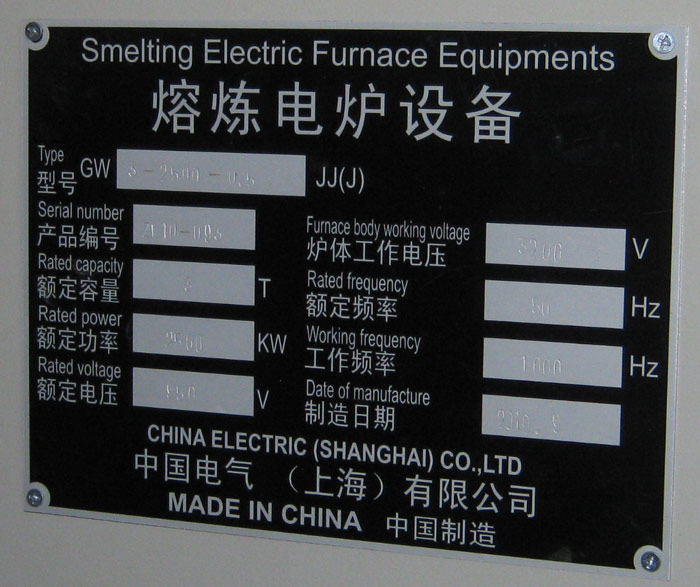 Smelting Electric Furnace Equipments
熔炼电炉设备
Type
型号 GW JJ(J)
Serial number
产品编号
Rated capacity
额定容量 T
Rated power
额定功率 2500 KW
Rated voltage
额定电压 950 V
Furnace body working voltage
炉体工作电压 V
Rated frequency
额定频率 50 Hz
Working frequency
工作频率 1000 Hz
Date of manufacture
制造日期
CHINA ELECTRIC (SHANGHAI) CO.,LTD
中国电气 （上海）有限公司
MADE IN CHINA 中国制造